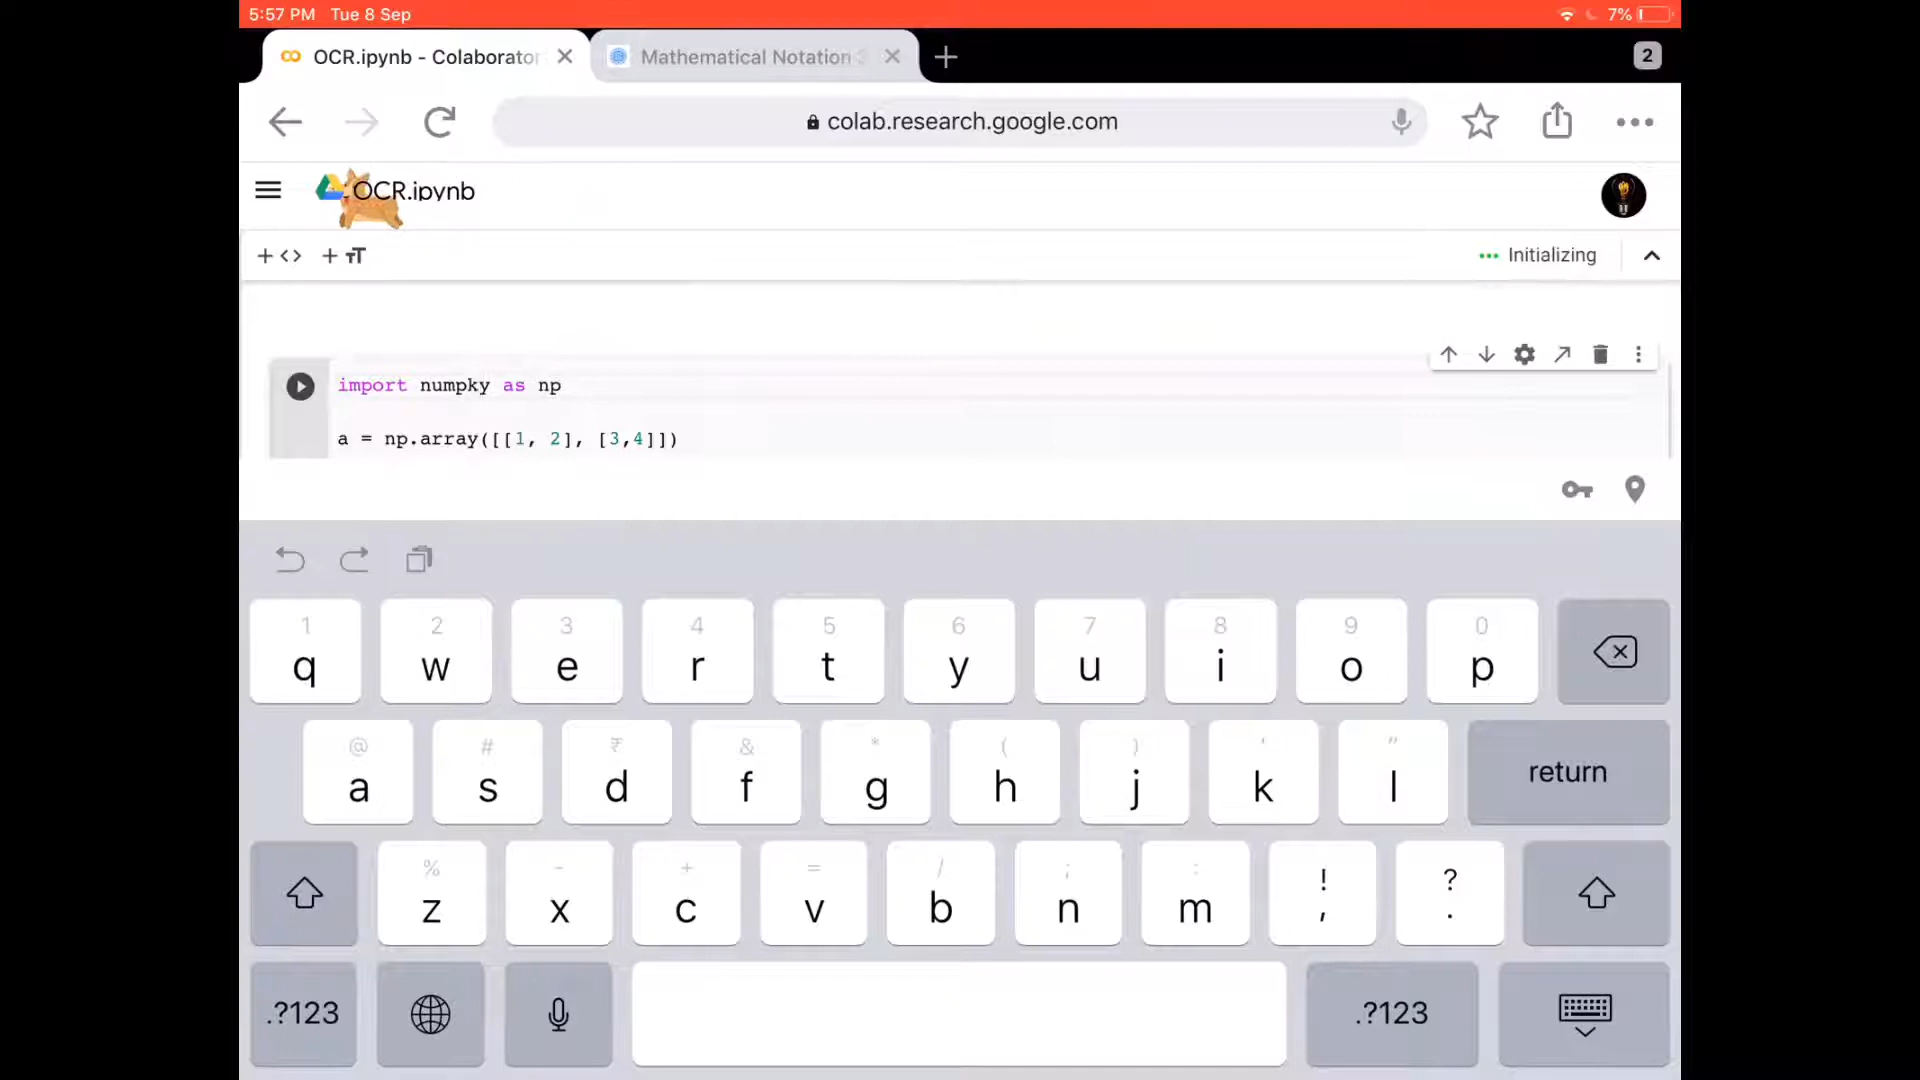 5:57 PM Tue 8 Sep 7%
OCR.ipynb - Colaborator Mathematical Notation 2
colab.research.google.com
OCR.ipynb
+ <> + TT Initializing
import numpky as np
a = np.array([[1, 2], [3,4]])
1 2 3 4 5 6 7 8 9 0
q w e r t y u i o p
@ # ₹ & * ( ) ' "
a s d f g h j k l return
% - + = / ; : ! ?
z x c v b n m , .
.?123 .?123